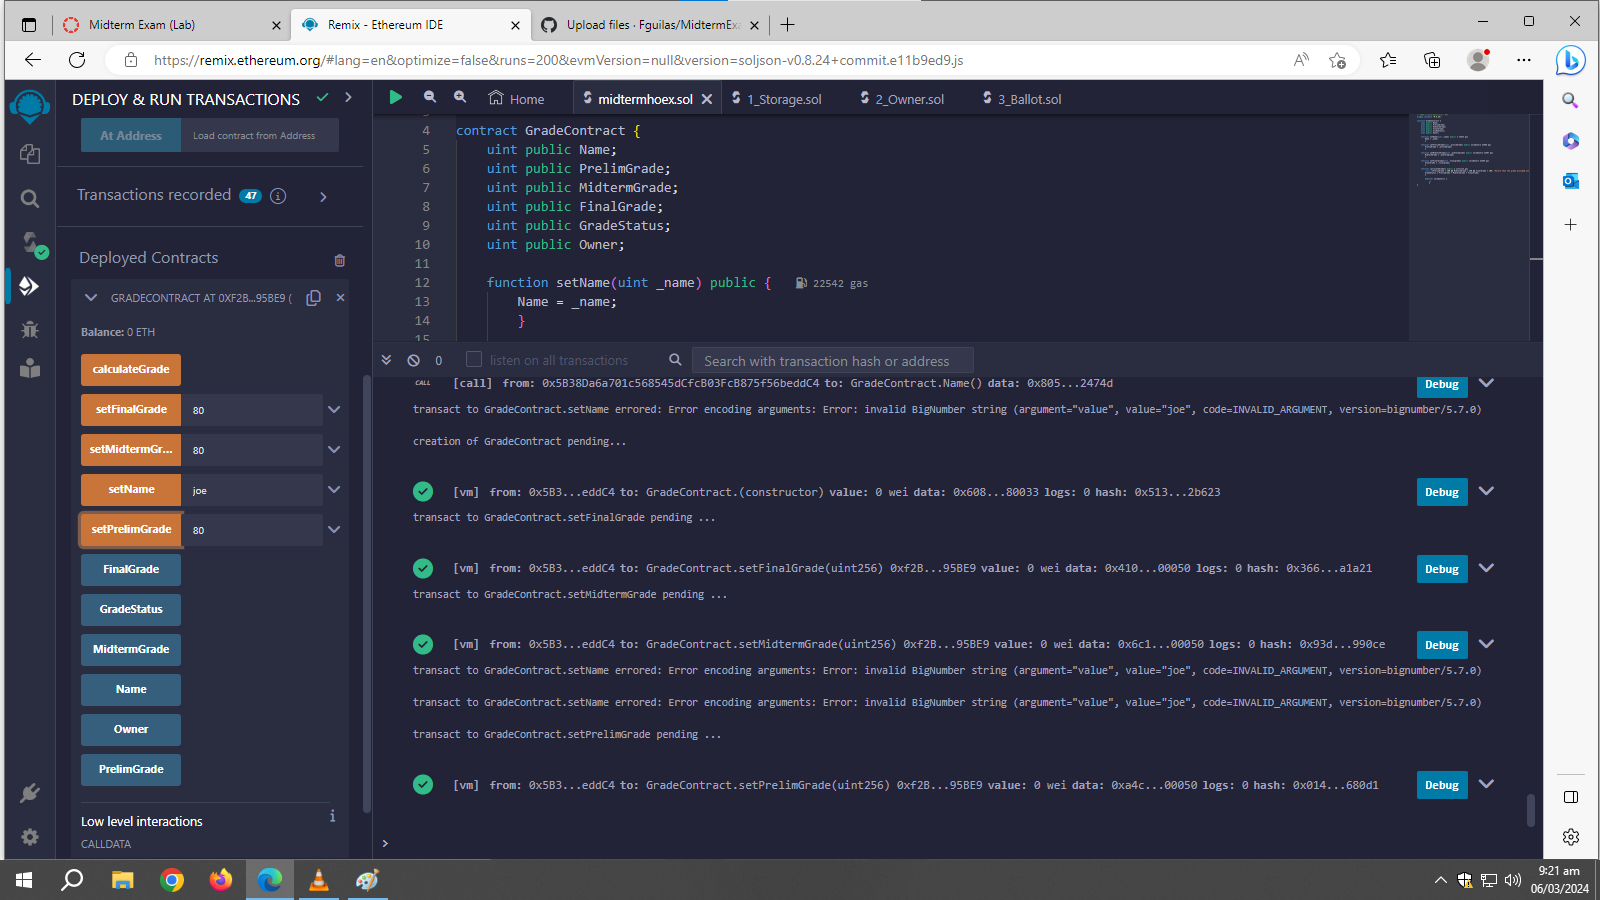 Midterm Exam (Lab)
Remix - Ethereum IDE
Upload files · Fguilas/MidtermExa
https://remix.ethereum.org/#lang=en&optimize=false&runs=200&evmVersion=null&version=soljson-v0.8.24+commit.e11b9ed9.js
DEPLOY & RUN TRANSACTIONS
At Address
Load contract from Address
Transactions recorded 47
Deployed Contracts
GRADECONTRACT AT 0XF2B...95BE9 (
Balance: 0 ETH
calculateGrade
setFinalGrade 80
setMidtermGr... 80
setName joe
setPrelimGrade 80
FinalGrade
GradeStatus
MidtermGrade
Name
Owner
PrelimGrade
Low level interactions
CALLDATA
Home
midtermhoex.sol
1_Storage.sol
2_Owner.sol
3_Ballot.sol
4 contract GradeContract {
5 uint public Name;
6 uint public PrelimGrade;
7 uint public MidtermGrade;
8 uint public FinalGrade;
9 uint public GradeStatus;
10 uint public Owner;
11
12 function setName(uint _name) public { 22542 gas
13 Name = _name;
14 }
15
0 listen on all transactions Search with transaction hash or address
CALL [call] from: 0x5B38Da6a701c568545dCfcB03FcB875f56beddC4 to: GradeContract.Name() data: 0x805...2474d Debug
transact to GradeContract.setName errored: Error encoding arguments: Error: invalid BigNumber string (argument="value", value="joe", code=INVALID_ARGUMENT, version=bignumber/5.7.0)
creation of GradeContract pending...
[vm] from: 0x5B3...eddC4 to: GradeContract.(constructor) value: 0 wei data: 0x608...80033 logs: 0 hash: 0x513...2b623 Debug
transact to GradeContract.setFinalGrade pending ...
[vm] from: 0x5B3...eddC4 to: GradeContract.setFinalGrade(uint256) 0xf2B...95BE9 value: 0 wei data: 0x410...00050 logs: 0 hash: 0x366...a1a21 Debug
transact to GradeContract.setMidtermGrade pending ...
[vm] from: 0x5B3...eddC4 to: GradeContract.setMidtermGrade(uint256) 0xf2B...95BE9 value: 0 wei data: 0x6c1...00050 logs: 0 hash: 0x93d...990ce Debug
transact to GradeContract.setName errored: Error encoding arguments: Error: invalid BigNumber string (argument="value", value="joe", code=INVALID_ARGUMENT, version=bignumber/5.7.0)
transact to GradeContract.setName errored: Error encoding arguments: Error: invalid BigNumber string (argument="value", value="joe", code=INVALID_ARGUMENT, version=bignumber/5.7.0)
transact to GradeContract.setPrelimGrade pending ...
[vm] from: 0x5B3...eddC4 to: GradeContract.setPrelimGrade(uint256) 0xf2B...95BE9 value: 0 wei data: 0xa4c...00050 logs: 0 hash: 0x014...680d1 Debug
>
9:21 am
06/03/2024